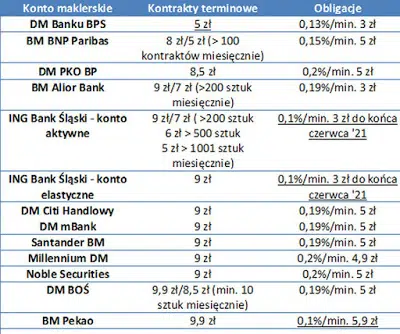 Konto maklerskie Kontrakty terminowe Obligacje
DM Banku BPS 5 zł 0,13%/min. 3 zł
BM BNP Paribas 8 zł/5 zł (> 100 0,15%/min. 5 zł
kontraktów miesięcznie)
DM PKO BP 8,5 zł 0,2%/min. 5 zł
BM Alior Bank 9 zł/7 zł (>200 sztuk 0,19%/min. 3 zł
miesięcznie)
ING Bank Śląski - konto 9 zł/7 zł ( >200 sztuk 0,1%/min. 3 zł do końca
aktywne miesięcznie) czerwca '21
6 zł > 500 sztuk
5 zł > 1001 sztuk
miesięcznie)
ING Bank Śląski - konto 9 zł 0,1%/min. 3 zł do końca
elastyczne czerwca '21
DM Citi Handlowy 9 zł 0,19%/min. 5 zł
DM mBank 9 zł 0,19%/min. 5 zł
Santander BM 9 zł 0,19%/min. 5 zł
Millennium DM 9 zł 0,2%/min. 4,9 zł
Noble Securities 9 zł 0,2%/min. 5 zł
DM BOŚ 9,9 zł/8,5 zł (min. 10 0,19%/min. 5 zł
sztuk miesięcznie)
BM Pekao 9,9 zł 0,1%/min. 5,9 zł